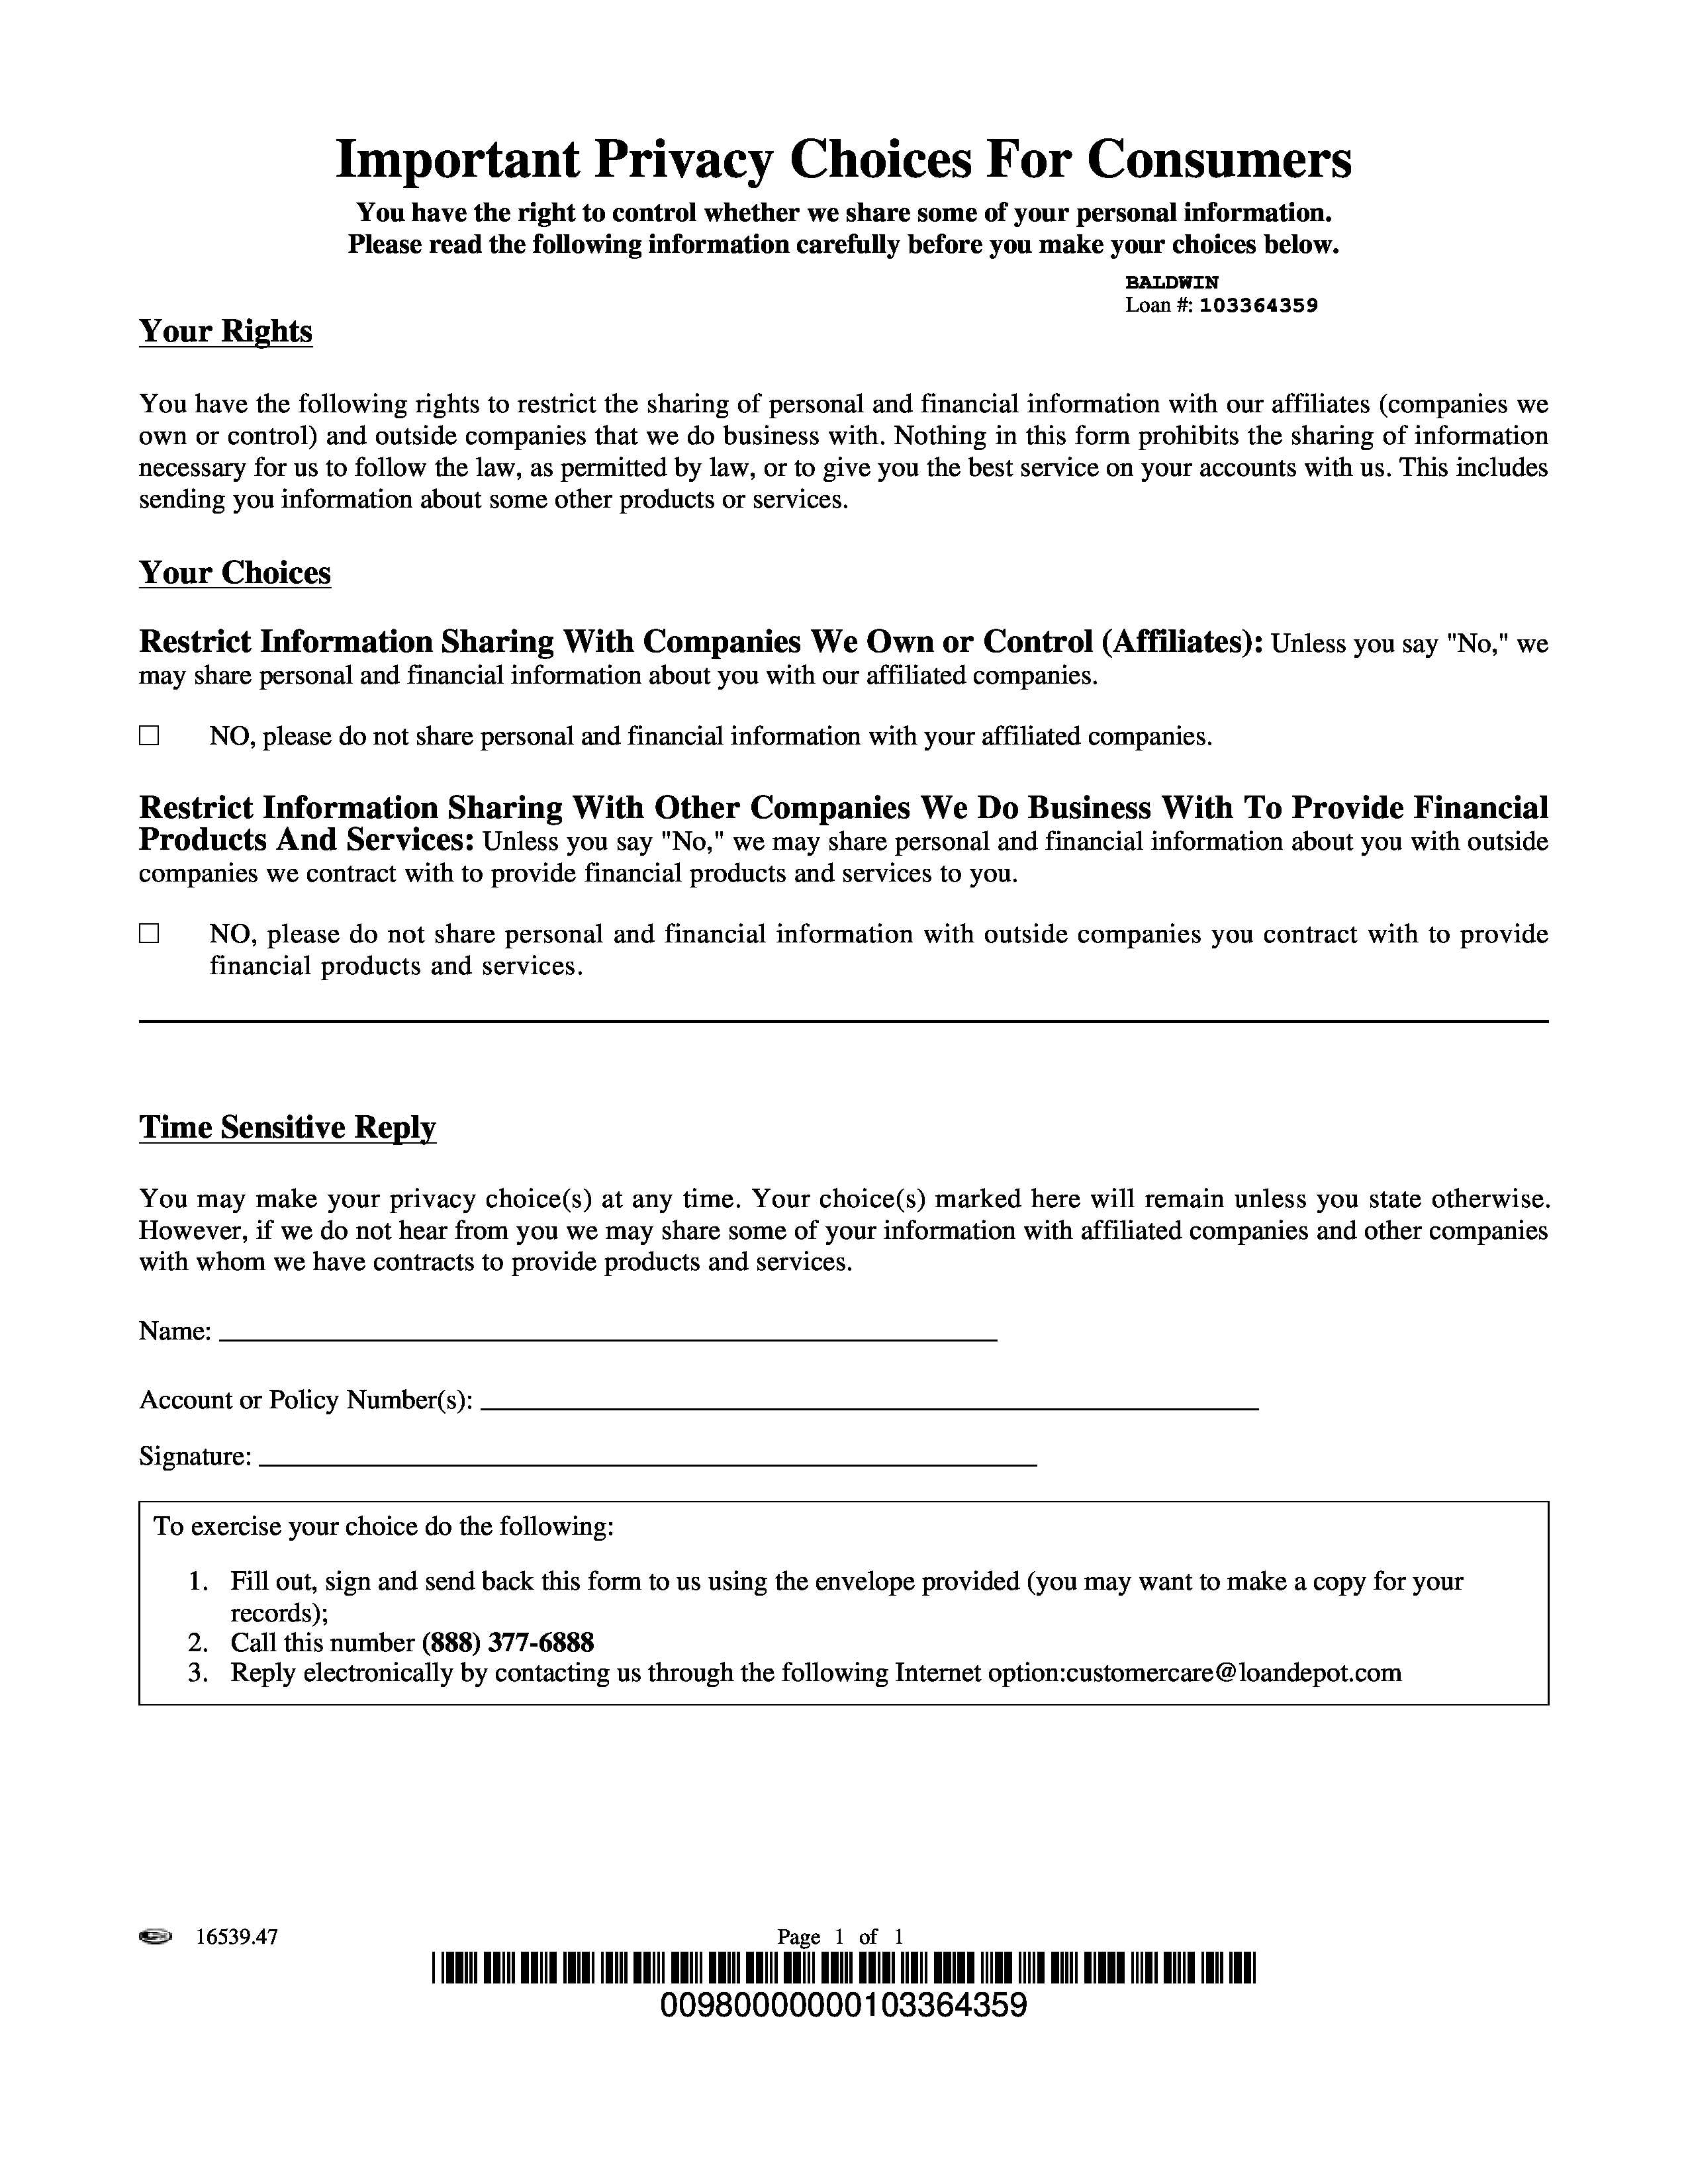 Important Privacy Choices For Consumers
You have the right to control whether we share some of your personal information.
Please read the following information carefully before you make your choices below.
BALDWIN
Loan #: 103364359
Your Rights
You have the following rights to restrict the sharing of personal and financial information with our affiliates (companies we
own or control) and outside companies that we do business with. Nothing in this form prohibits the sharing of information
necessary for us to follow the law, as permitted by law, or to give you the best service on your accounts with us. This includes
sending you information about some other products or services.
Your Choices
Restrict Information Sharing With Companies We Own or Control (Affiliates): Unless you say "No," we
may share personal and financial information about you with our affiliated companies.
☐ NO, please do not share personal and financial information with your affiliated companies.
Restrict Information Sharing With Other Companies We Do Business With To Provide Financial
Products And Services: Unless you say "No," we may share personal and financial information about you with outside
companies we contract with to provide financial products and services to you.
☐ NO, please do not share personal and financial information with outside companies you contract with to provide
financial products and services.
Time Sensitive Reply
You may make your privacy choice(s) at any time. Your choice(s) marked here will remain unless you state otherwise.
However, if we do not hear from you we may share some of your information with affiliated companies and other companies
with whom we have contracts to provide products and services.
Name:
Account or Policy Number(s):
Signature:
To exercise your choice do the following:
1. Fill out, sign and send back this form to us using the envelope provided (you may want to make a copy for your
records);
2. Call this number (888) 377-6888
3. Reply electronically by contacting us through the following Internet option:customercare@loandepot.com
16539.47 Page 1 of 1
00980000000103364359